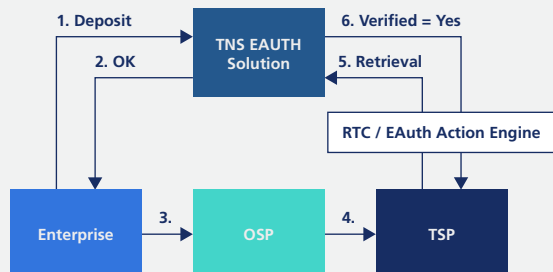 1. Deposit
6. Verified = Yes
TNS EAUTH
Solution
2. OK
5. Retrieval
RTC / EAuth Action Engine
Enterprise
3.
OSP
4.
TSP